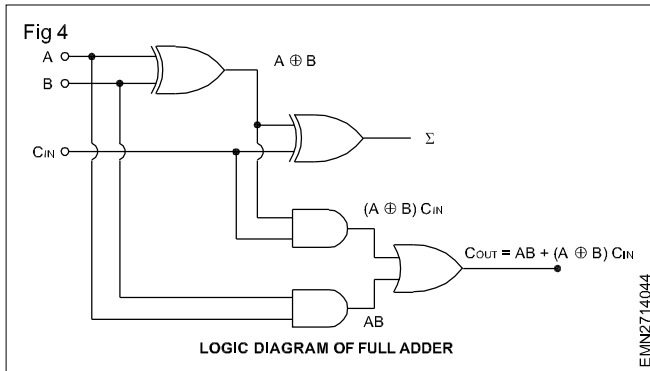 Fig 4
A
A ⊕ B
B
Σ
CIN
(A ⊕ B) CIN
COUT = AB + (A ⊕ B) CIN
AB
LOGIC DIAGRAM OF FULL ADDER
EMN2714044